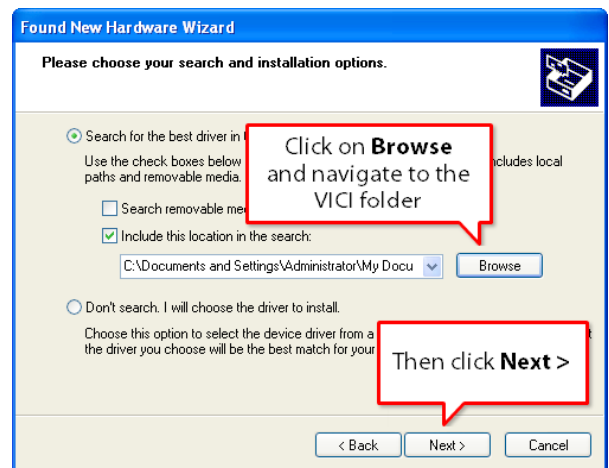 Found New Hardware Wizard
Please choose your search and installation options.
Search for the best driver in
Click on Browse
and navigate to the
VICI folder
Use the check boxes below
ncludes local
paths and removable media.
Search removable
Include this location in the search:
C:\Documents and Settings\Administrator\My Docu
Browse
Don't search. I will choose the driver to install.
Choose this option to select the device driver from a
the driver you choose will be the best match for your
Then click Next >
< Back
Next >
Cancel